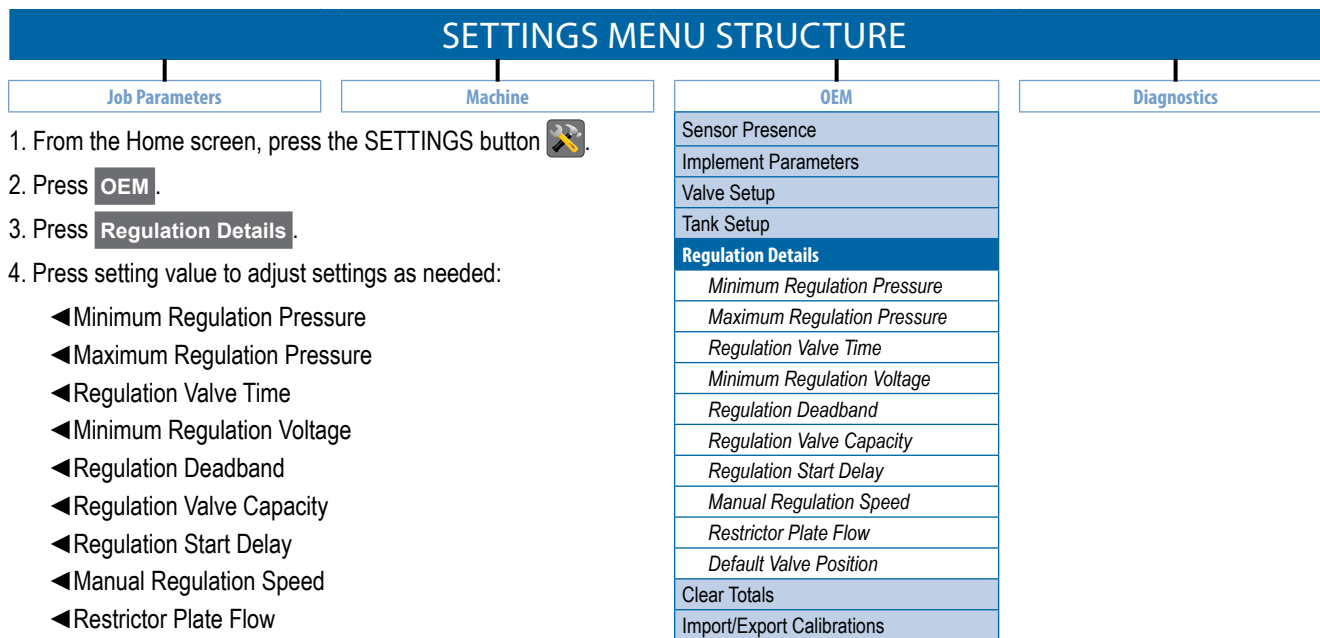 SETTINGS MENU STRUCTURE
Job Parameters
Machine
OEM
Diagnostics
1. From the Home screen, press the SETTINGS button .
2. Press OEM .
3. Press Regulation Details .
4. Press setting value to adjust settings as needed:
◄Minimum Regulation Pressure
◄Maximum Regulation Pressure
◄Regulation Valve Time
◄Minimum Regulation Voltage
◄Regulation Deadband
◄Regulation Valve Capacity
◄Regulation Start Delay
◄Manual Regulation Speed
◄Restrictor Plate Flow
Sensor Presence
Implement Parameters
Valve Setup
Tank Setup
Regulation Details
Minimum Regulation Pressure
Maximum Regulation Pressure
Regulation Valve Time
Minimum Regulation Voltage
Regulation Deadband
Regulation Valve Capacity
Regulation Start Delay
Manual Regulation Speed
Restrictor Plate Flow
Default Valve Position
Clear Totals
Import/Export Calibrations